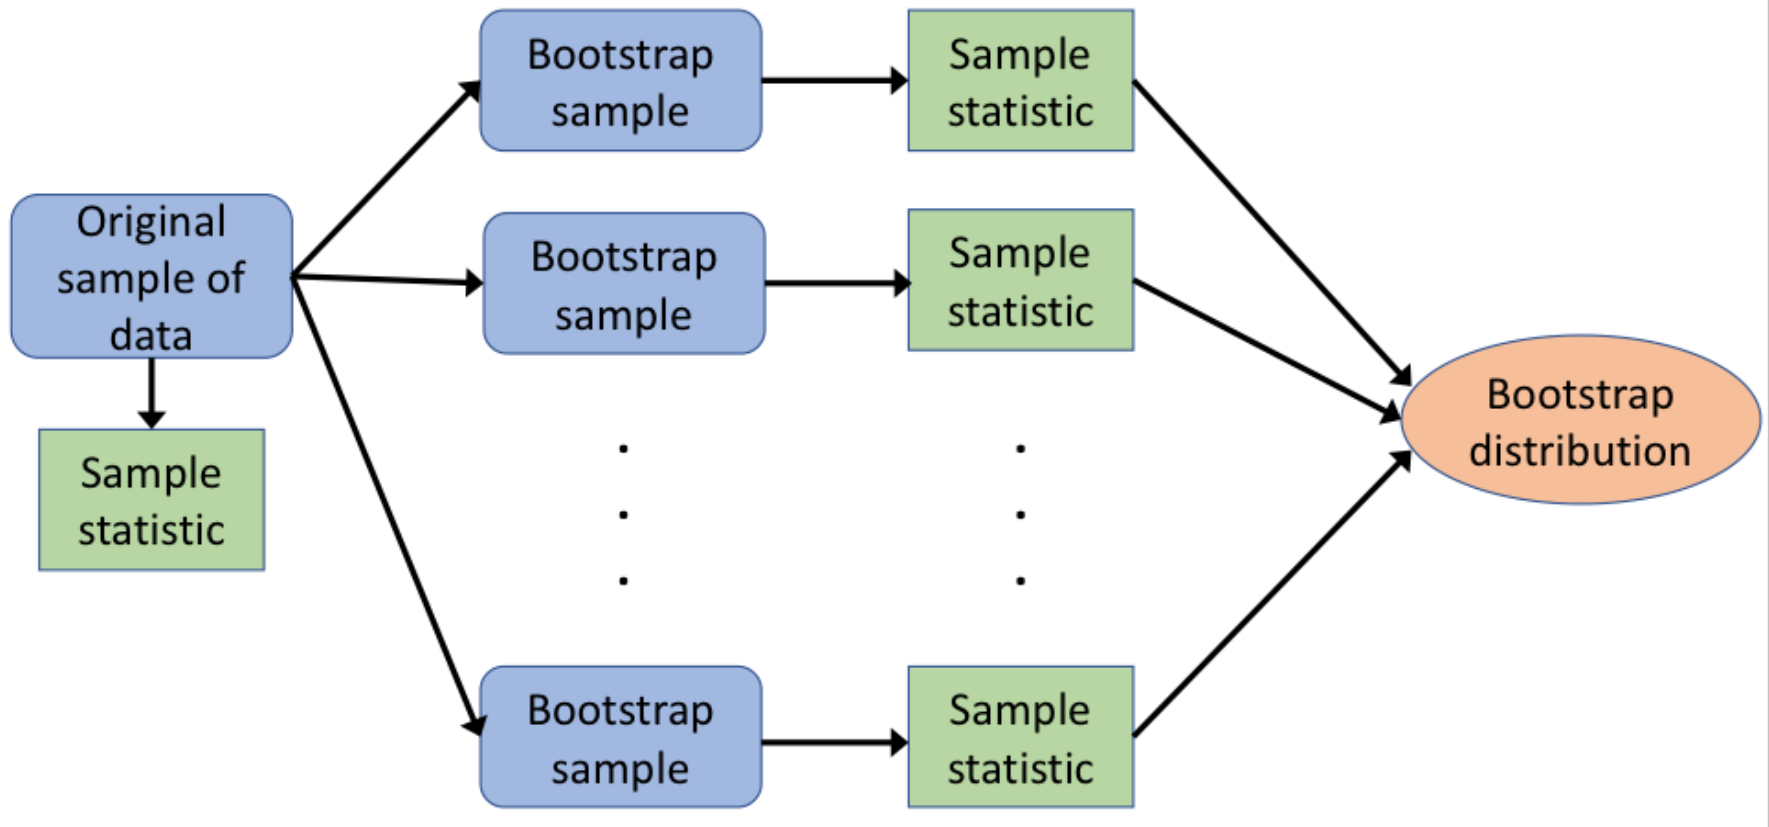 Original
sample of
data
Sample
statistic
Bootstrap
sample
Sample
statistic
Bootstrap
sample
Sample
statistic
Bootstrap
sample
Sample
statistic
Bootstrap
distribution